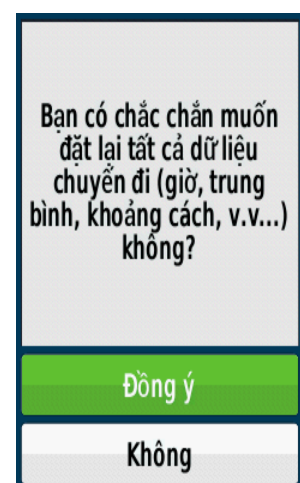 Bạn có chắc chắn muốn
đặt lại tất cả dữ liệu
chuyến đi (giờ, trung
bình, khoảng cách, v.v...)
không?
Đồng ý
Không